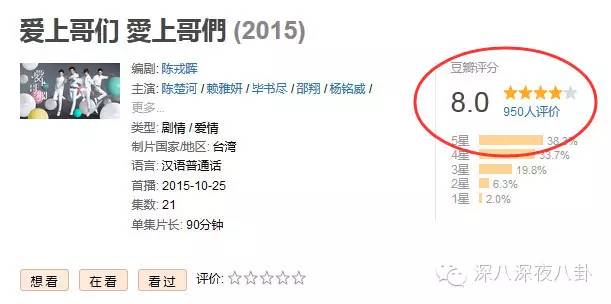 爱上哥们 愛上哥們 (2015)
编剧: 陈戎晖
主演: 陈楚河 / 赖雅妍 / 毕书尽 / 邵翔 / 杨铭威 /
更多...
类型: 剧情 / 爱情
制片国家/地区: 台湾
语言: 汉语普通话
首播: 2015-10-25
集数: 21
单集片长: 90分钟
豆瓣评分
8.0
950人评价
5星 38.3%
4星 33.7%
3星 19.8%
2星 6.3%
1星 2.0%
想看 在看 看过 评价:
深八深夜八卦